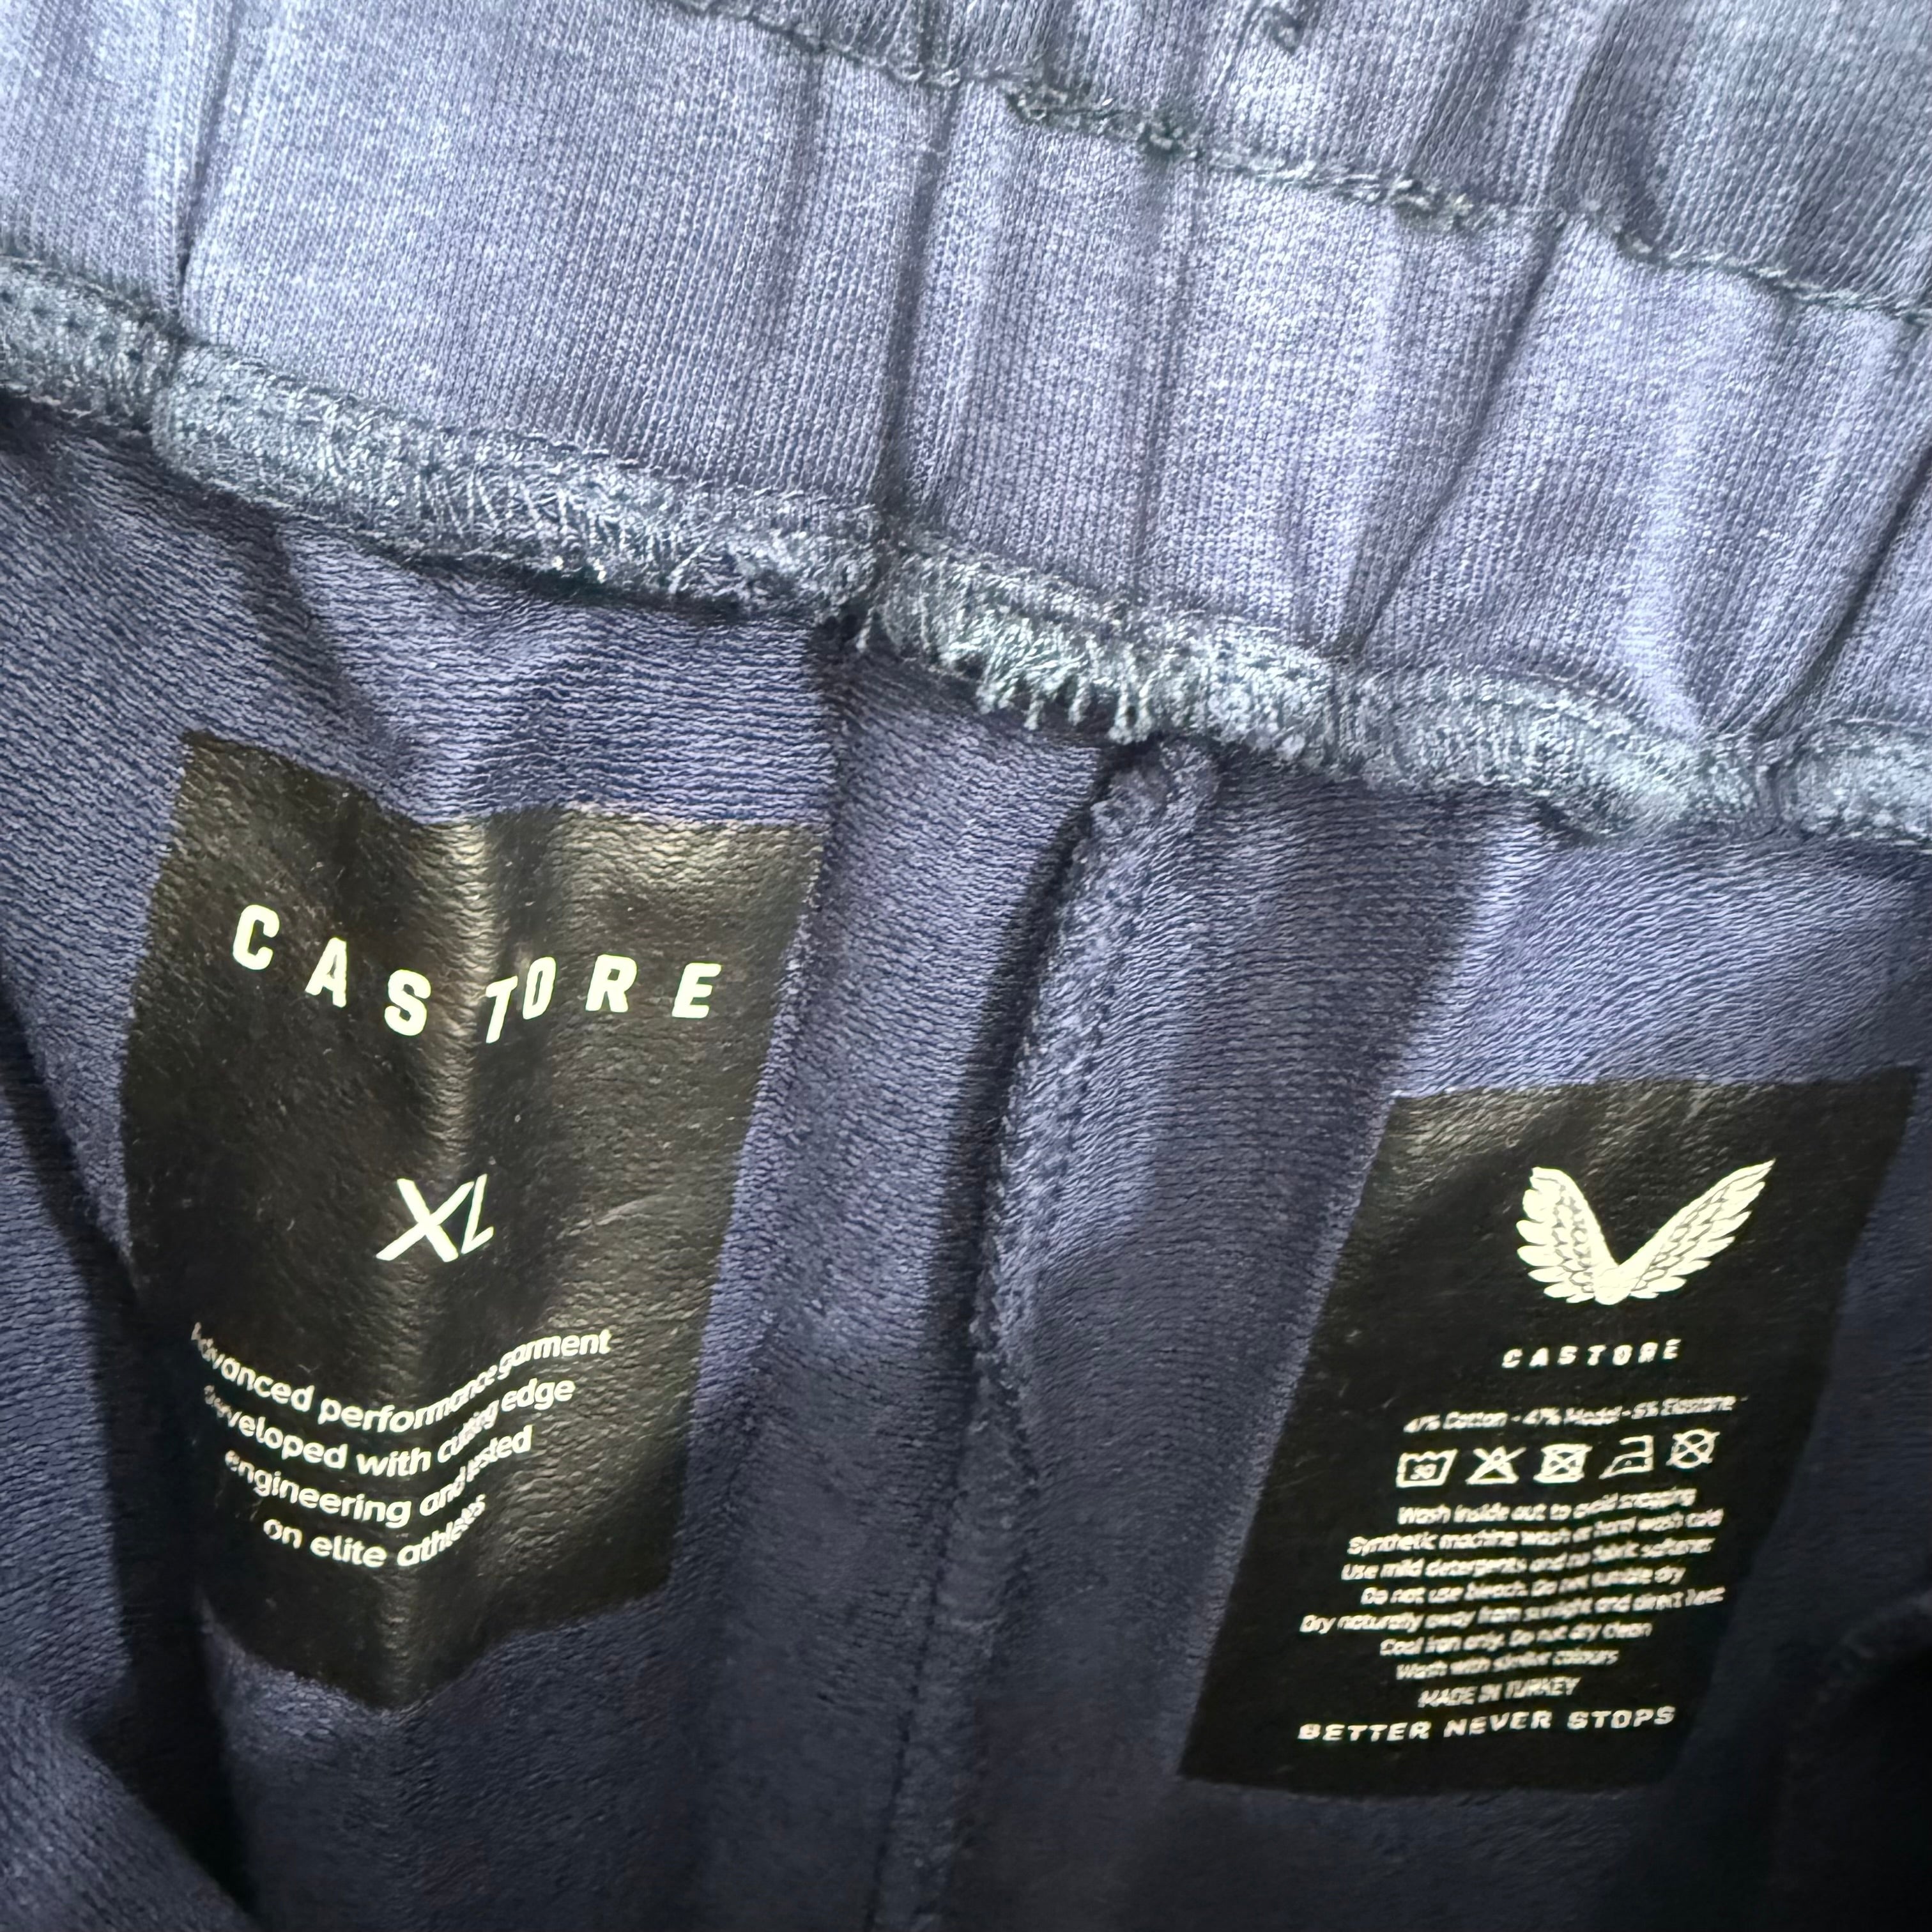 CASTORE
XL
Advanced performance garment
developed with cutting edge
engineering and tested
on elite athletes
CASTORE
47% Cotton - 47% Modal - 5% Elastane -
30
Wash inside out to avoid snagging
Synthetic machine wash or hand wash cold
Use mild detergents and no fabric softener
Do not use bleach. Do not tumble dry
Dry naturally away from sunlight and direct heat
Cool iron only. Do not dry clean
Wash with similar colours
MADE IN TURKEY
BETTER NEVER STOPS